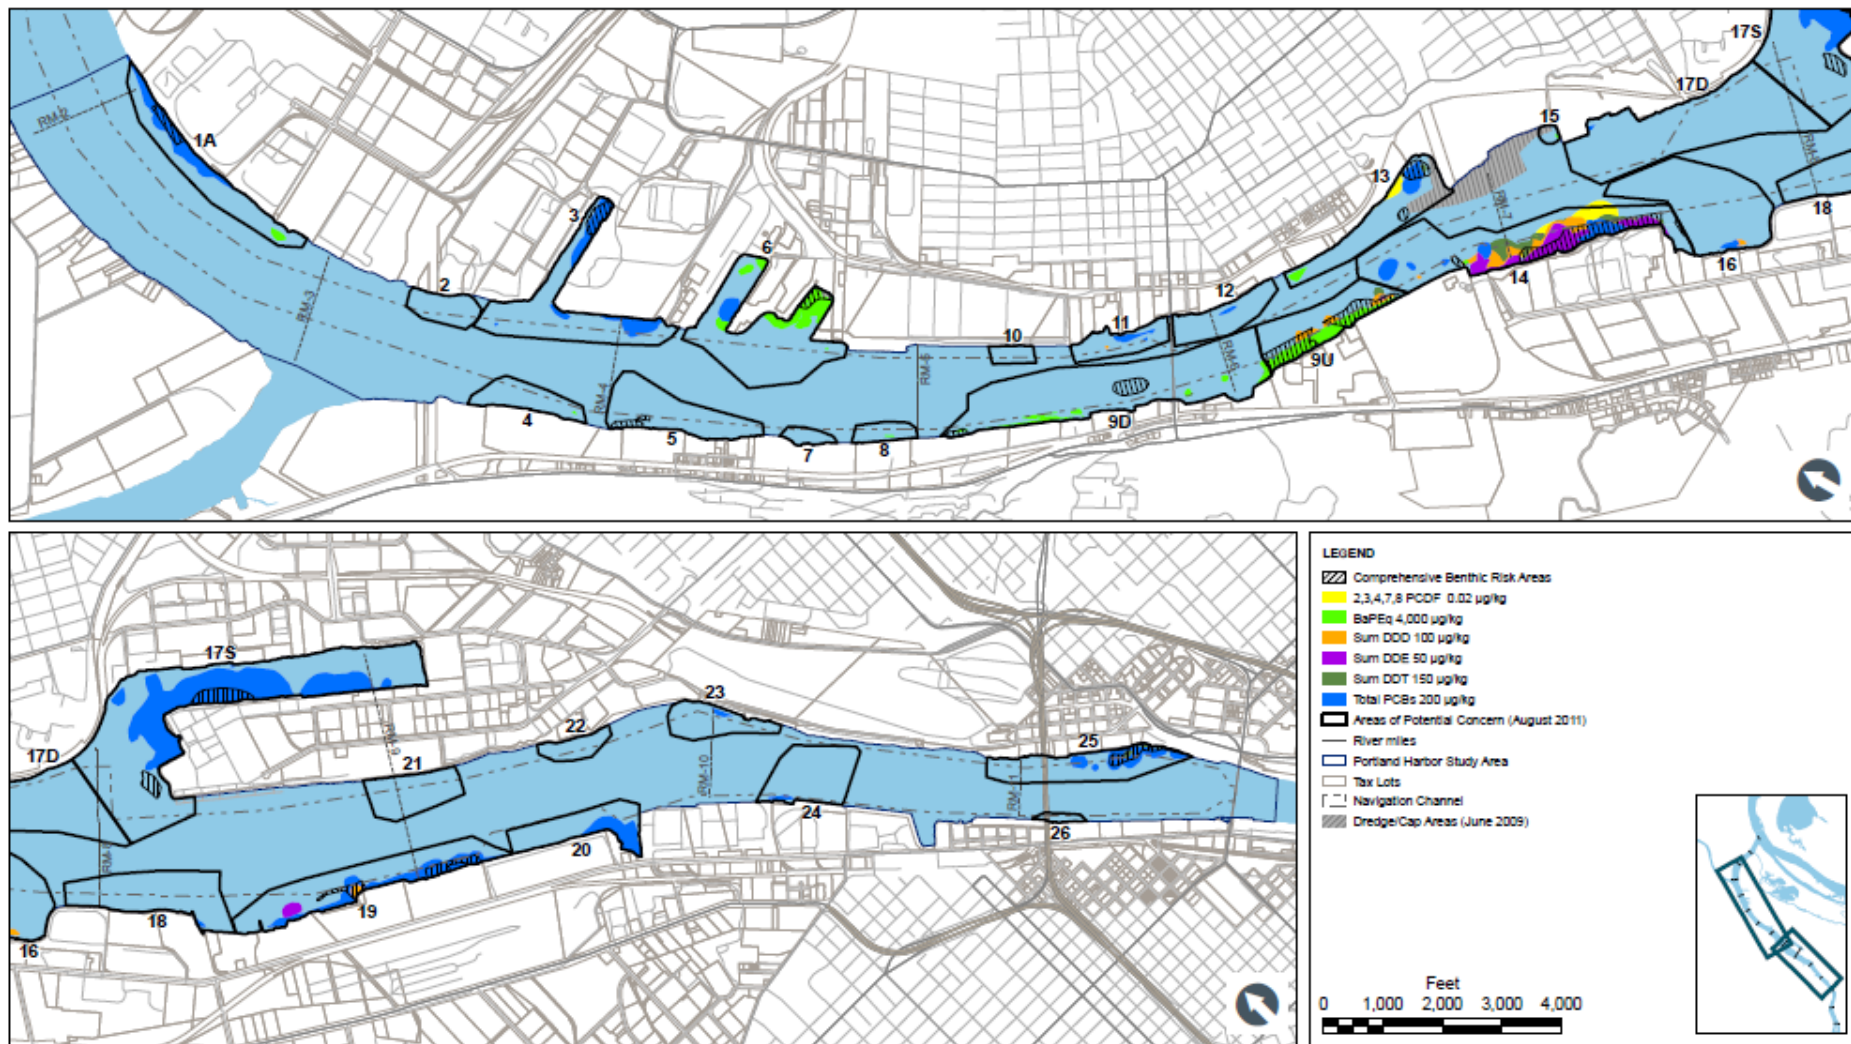 17S
17D
RM-2
1A
15
13
3
RM-7
18
6
2
12
14
16
RM-3
11
10
RM-5
RM-6
9U
RM-4
4
5
7
8
9D
17S
23
22
25
17D
RM-9
21
RM-10
RM-11
24
26
20
18
19
16
LEGEND
Comprehensive Benthic Risk Areas
2,3,4,7,8 PCDF 0.02 µg/kg
BaPEq 4,000 µg/kg
Sum DDD 100 µg/kg
Sum DDE 50 µg/kg
Sum DDT 150 µg/kg
Total PCBs 200 µg/kg
Areas of Potential Concern (August 2011)
River miles
Portland Harbor Study Area
Tax Lots
Navigation Channel
Dredge/Cap Areas (June 2009)
Feet
0 1,000 2,000 3,000 4,000